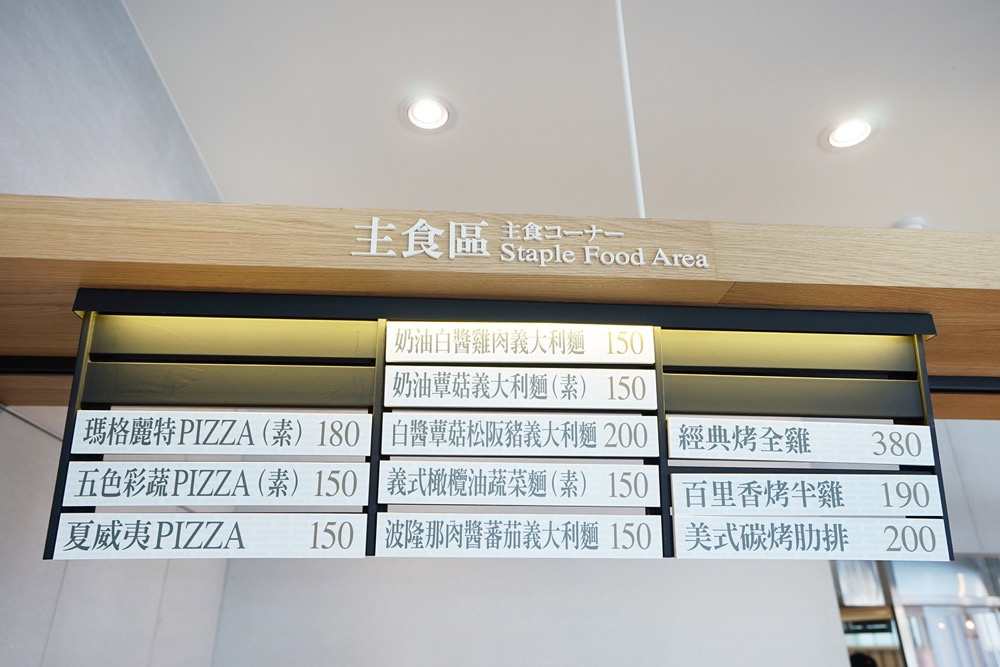 主食區
主食コーナー
Staple Food Area
瑪格麗特PIZZA(素) 180
五色彩蔬PIZZA(素) 150
夏威夷PIZZA 150
奶油白醬雞肉義大利麵 150
奶油蕈菇義大利麵(素) 150
白醬蕈菇松阪豬義大利麵 200
義式橄欖油蔬菜麵(素) 150
波隆那肉醬蕃茄義大利麵 150
經典烤全雞 380
百里香烤半雞 190
美式碳烤肋排 200